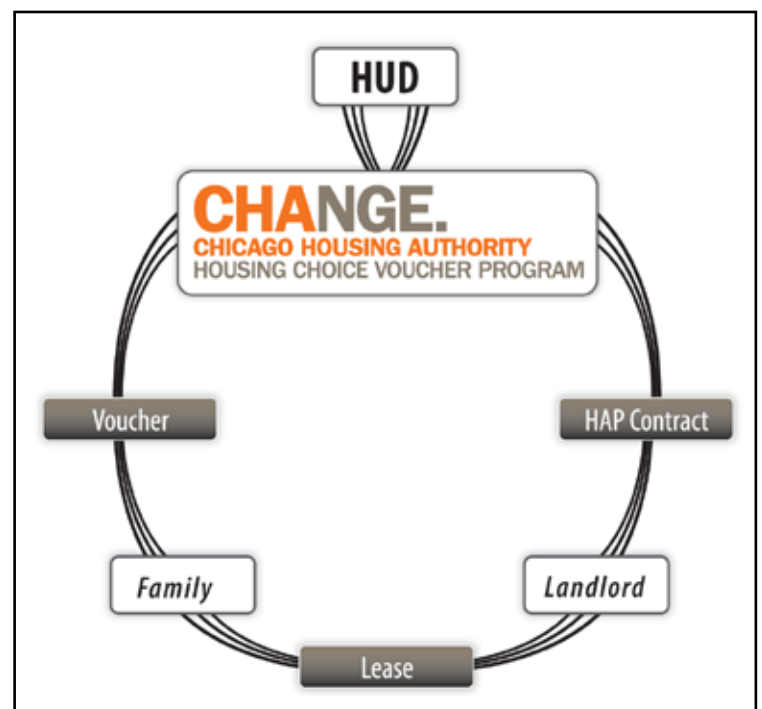 HUD
CHANGE.
CHICAGO HOUSING AUTHORITY
HOUSING CHOICE VOUCHER PROGRAM
Voucher
HAP Contract
Family
Landlord
Lease